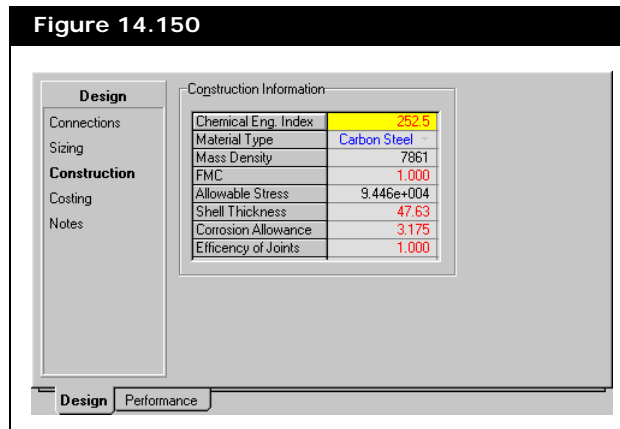 Figure 14.150
Design
Connections
Sizing
Construction
Costing
Notes
Construction Information
Chemical Eng. Index 252.5
Material Type Carbon Steel
Mass Density 7861
FMC 1.000
Allowable Stress 9.446e+004
Shell Thickness 47.63
Corrosion Allowance 3.175
Efficency of Joints 1.000
Design Performance